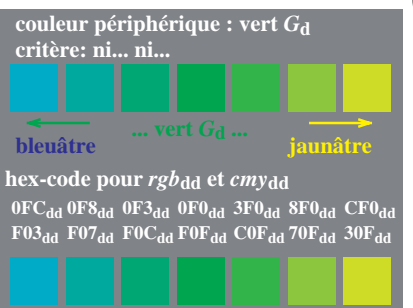 couleur périphérique : vert Gd
critère: ni... ni...
... vert Gd ...
bleuâtre jaunâtre
hex-code pour rgbdd et cmydd
0FCdd 0F8dd 0F3dd 0F0dd 3F0dd 8F0dd CF0dd
F03dd F07dd F0Cdd F0Fdd C0Fdd 70Fdd 30Fdd